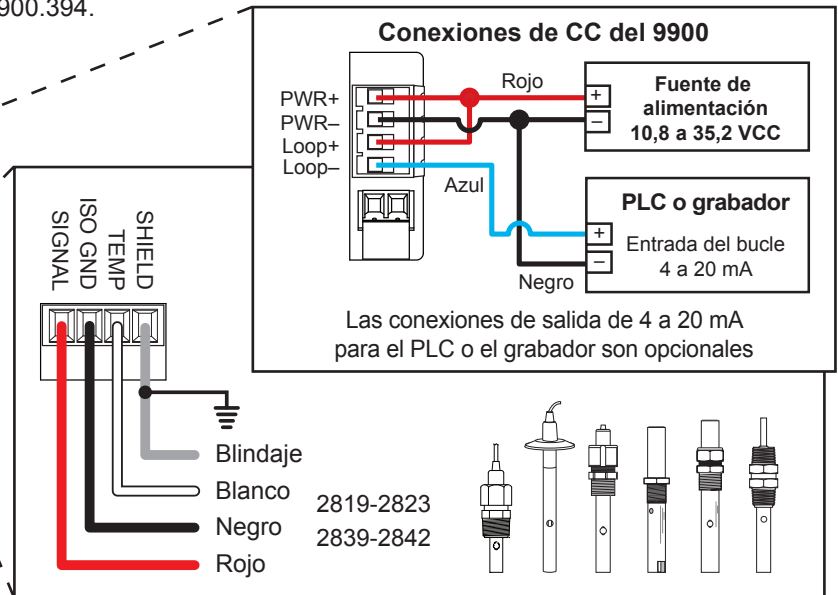 900.394.
Conexiones de CC del 9900
PWR+
PWR–
Loop+
Loop–
Rojo
Azul
Negro
+
–
Fuente de
alimentación
10,8 a 35,2 VCC
+
–
PLC o grabador
Entrada del bucle
4 a 20 mA
Las conexiones de salida de 4 a 20 mA
para el PLC o el grabador son opcionales
SIGNAL
ISO GND
TEMP
SHIELD
Blindaje
Blanco
Negro
Rojo
2819-2823
2839-2842